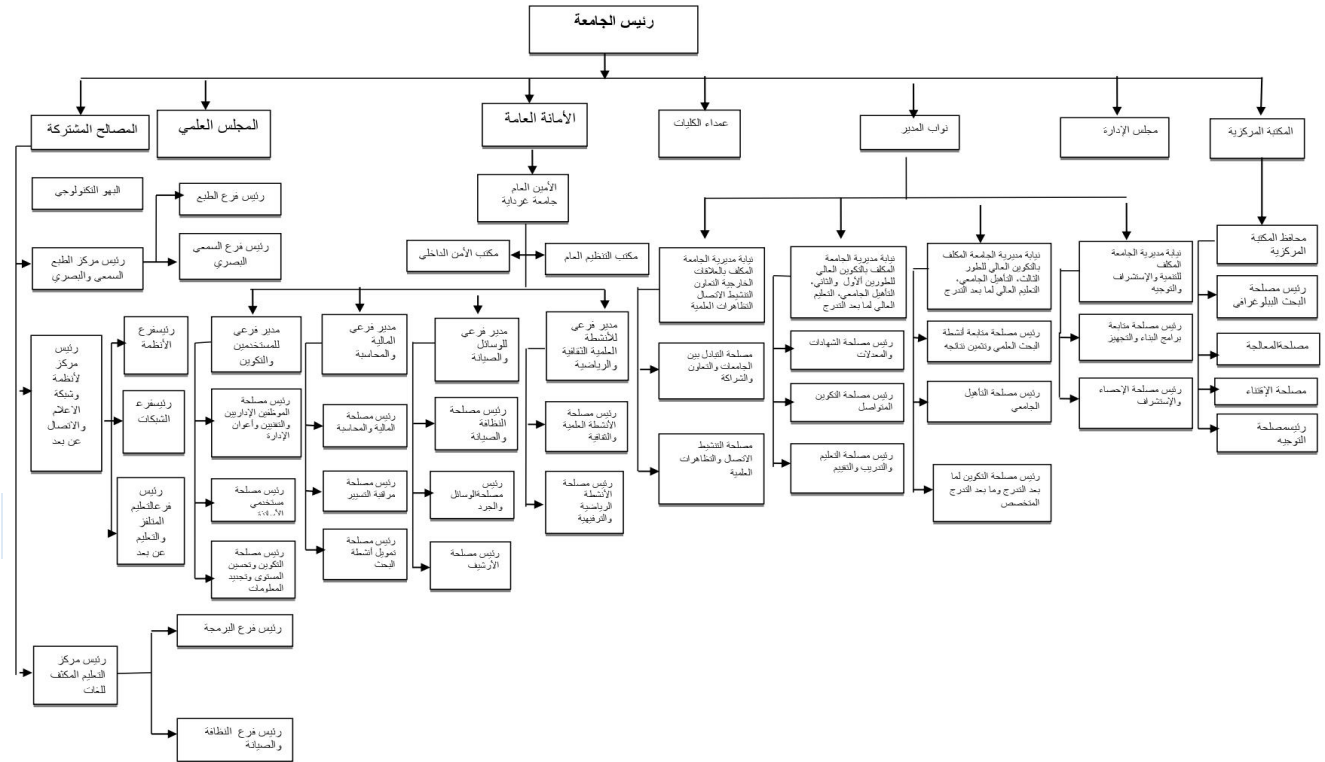 رئيس الجامعة
المكتبة المركزية
مجلس الإدارة
نواب المدير
عمداء الكليات
الأمانة العامة
المجلس العلمي
المصالح المشتركة
محافظ المكتبة
المركزية
رئيس مصلحة
البحث الببلوغرافي
مصلحةالمعالجة
مصلحة الإقتناء
رئيسمصلحة
التوجيه
نيابة مديرية الجامعة
المكلف
للتنمية والإستشراف
والتوجيه
رئيس مصلحة متابعة
برامج البناء والتجهيز
رئيس مصلحة الإحصاء
والإستشراف
نيابة مديرية الجامعة المكلف
بالتكوين العالي للطور
الثالث، التأهيل الجامعي،
التعليم العالي لما بعد التدرج
رئيس مصلحة متابعة أنشطة
البحث العلمي وتثمين نتائجه
رئيس مصلحة التأهيل
الجامعي
رئيس مصلحة التكوين لما
بعد التدرج وما بعد التدرج
المتخصص
نيابة مديرية الجامعة
المكلف بالتكوين العالي
للطورين ألأول والثاني،
التأهيل الجامعي، التعليم
العالي لما بعد التدرج
رئيس مصلحة الشهادات
والمعدلات
رئيس مصلحة التكوين
المتواصل
رئيس مصلحة التعليم
والتدريب والتقييم
نيابة مديرية الجامعة
المكلف بالعلاقات
الخارجية التعاون
التنشيط الاتصال
التظاهرات العلمية
مصلحة التبادل بين
الجامعات والتعاون
والشراكة
مصلحة التنشيط
الاتصال والتظاهرات
العلمية
الأمين العام
جامعة غرداية
مكتب التنظيم العام
مكتب الأمن الداخلي
مدير فرعي
للأنشطة
العلمية الثقافية
والرياضية
رئيس مصلحة
الأنشطة العلمية
والثقافية
رئيس مصلحة
الأنشطة
الرياضية
والترفيهية
مدير فرعي
للوسائل
والصيانة
رئيس مصلحة
النظافة
والصيانة
رئيس
مصلحةالوسائل
والجرد
رئيس مصلحة
الأرشيف
مدير فرعي
المالية
والمحاسبة
رئيس مصلحة
المالية والمحاسبة
رئيس مصلحة
مراقبة التسيير
رئيس مصلحة
تمويل أنشطة
البحث
مدير فرعي
للمستخدمين
والتكوين
رئيس مصلحة
الموظفين الإداريين
والتقنيين وأعوان
الإدارة
رئيس مصلحة
مستخدمي
الأساتذة
رئيس مصلحة
التكوين وتحسين
المستوى وتجديد
المعلومات
البهو التكنولوجي
رئيس مركز الطبع
السمعي والبصري
رئيس فرع الطبع
رئيس فرع السمعي
البصري
رئيس
مركز
لأنظمة
وشبكة
الاعلام
والاتصال
عن بعد
رئيسفرع
الأنظمة
رئيسفرع
الشبكات
رئيس
فرعالتعليم
المتلفز
والتعليم
عن بعد
رئيس مركز
التعليم المكثف
للغات
رئيس فرع البرمجة
رئيس فرع النظافة
والصيانة